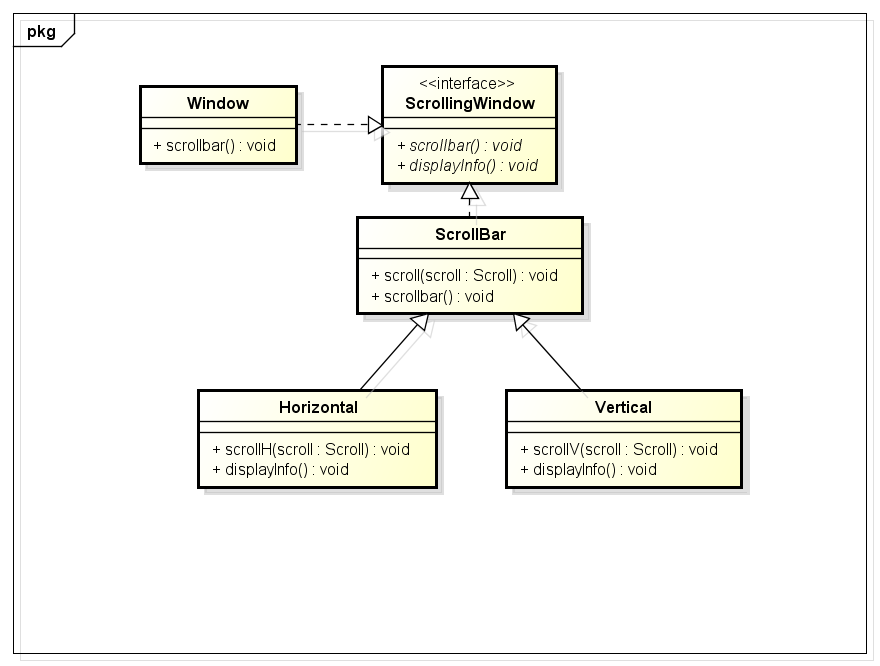 pkg
Window
+ scrollbar() : void
<<interface>>
ScrollingWindow
+ scrollbar() : void
+ displayInfo() : void
ScrollBar
+ scroll(scroll : Scroll) : void
+ scrollbar() : void
Horizontal
+ scrollH(scroll : Scroll) : void
+ displayInfo() : void
Vertical
+ scrollV(scroll : Scroll) : void
+ displayInfo() : void